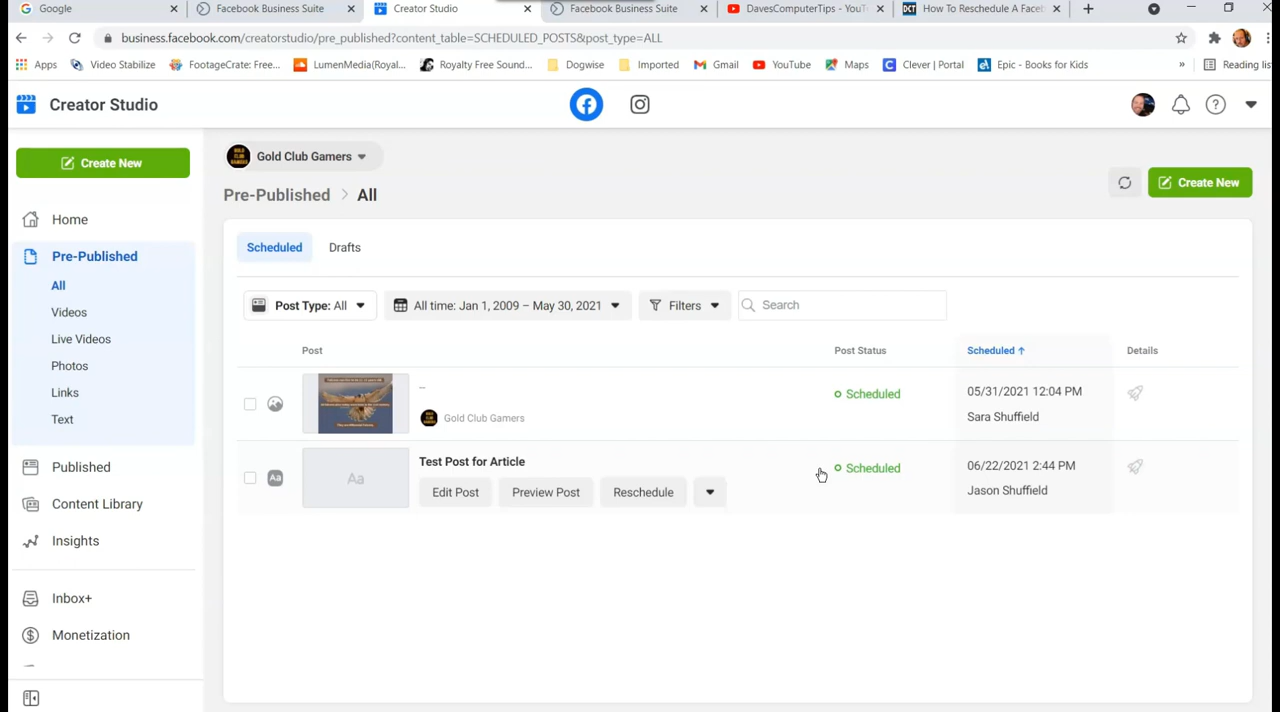 Google
Facebook Business Suite
Creator Studio
Facebook Business Suite
DavesComputerTips - YouT
How To Reschedule A Faceb
business.facebook.com/creatorstudio/pre_published?content_table=SCHEDULED_POSTS&post_type=ALL
Apps
Video Stabilize
FootageCrate: Free...
LumenMedia(Royal...
Royalty Free Sound...
Dogwise
Imported
Gmail
YouTube
Maps
Clever | Portal
Epic - Books for Kids
»
Reading list
Creator Studio
Create New
Home
Pre-Published
All
Videos
Live Videos
Photos
Links
Text
Published
Content Library
Insights
Inbox+
Monetization
Gold Club Gamers
Pre-Published > All
Create New
Scheduled
Drafts
Post Type: All
All time: Jan 1, 2009 – May 30, 2021
Filters
Search
Post
Post Status
Scheduled ↑
Details
--
Gold Club Gamers
Scheduled
05/31/2021 12:04 PM
Sara Shuffield
Aa
Aa
Test Post for Article
Edit Post
Preview Post
Reschedule
Scheduled
06/22/2021 2:44 PM
Jason Shuffield